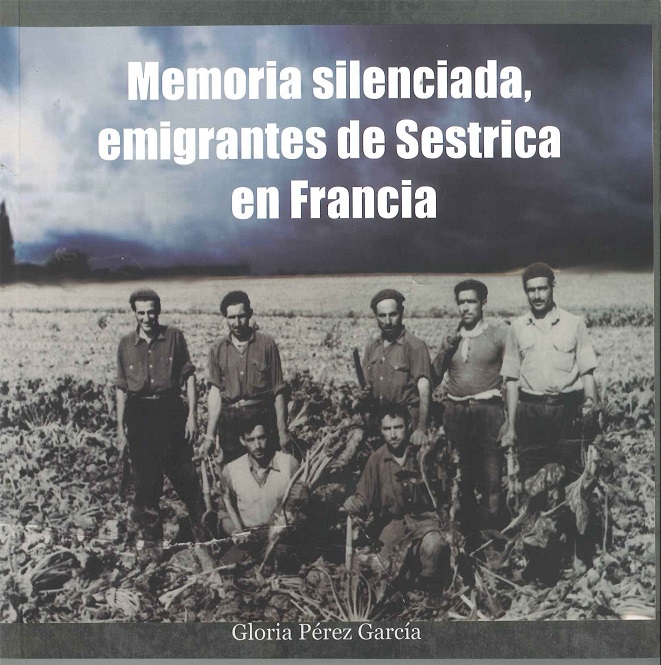 Memoria silenciada,
emigrantes de Sestrica
en Francia
Gloria Pérez García